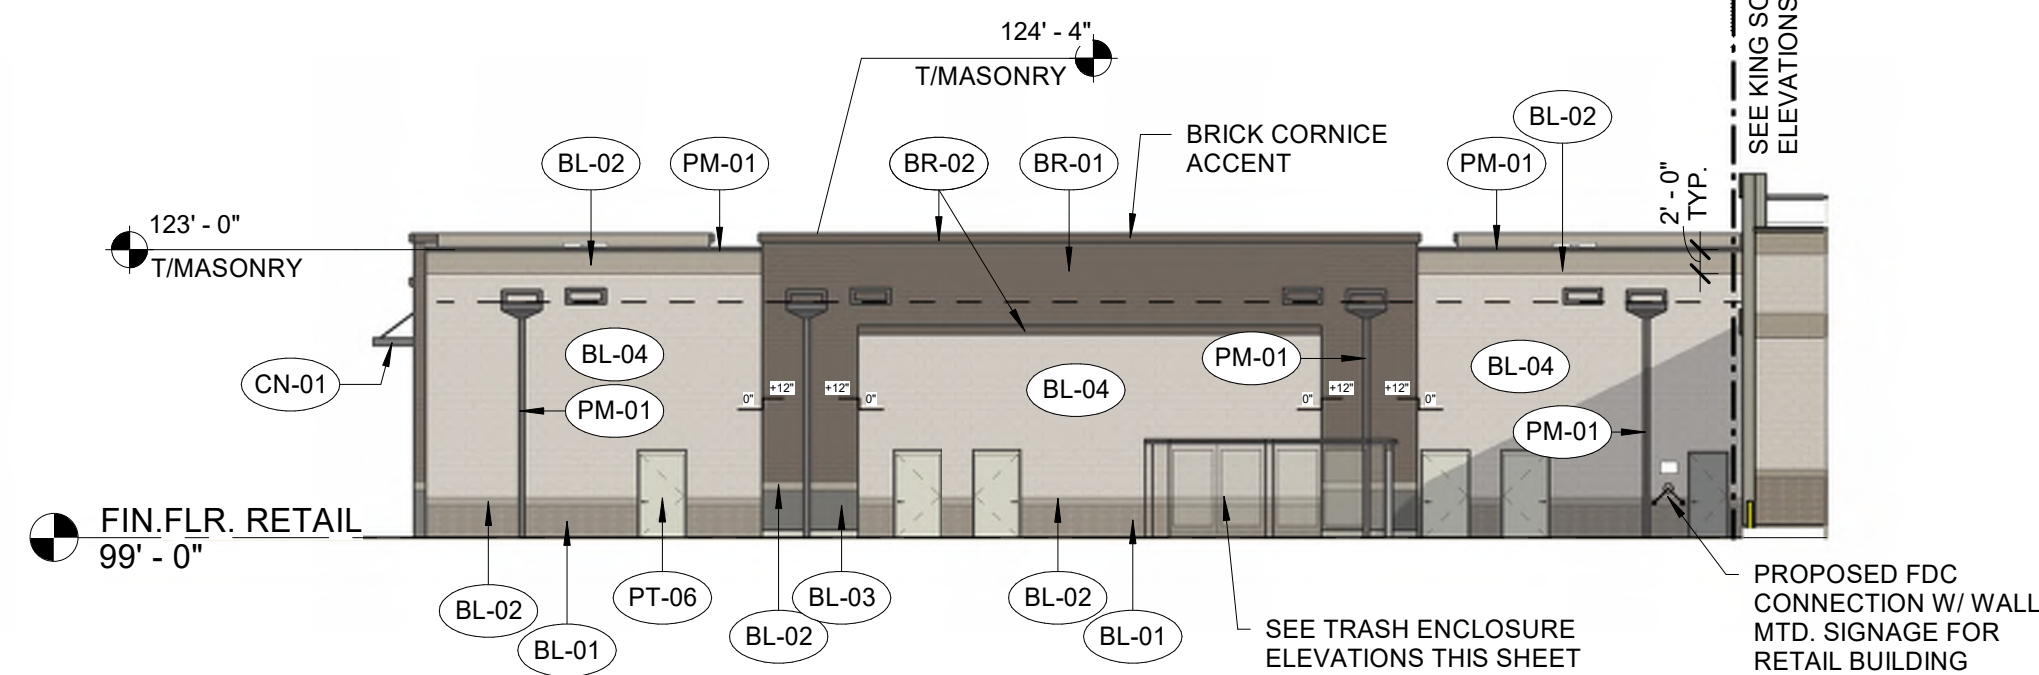 124' - 4"
T/MASONRY
SEE KING SO
ELEVATIONS
BL-02
BL-02
PM-01
BR-02
BR-01
BRICK CORNICE
ACCENT
PM-01
2' - 0"
TYP.
123' - 0"
T/MASONRY
BL-04
PM-01
BL-04
CN-01
BL-04
PM-01
0"
+12"
+12"
0"
0"
+12"
+12"
0"
PM-01
FIN.FLR. RETAIL
99' - 0"
BL-02
BL-01
PT-06
BL-02
BL-03
BL-02
BL-01
SEE TRASH ENCLOSURE
ELEVATIONS THIS SHEET
PROPOSED FDC
CONNECTION W/ WALL
MTD. SIGNAGE FOR
RETAIL BUILDING